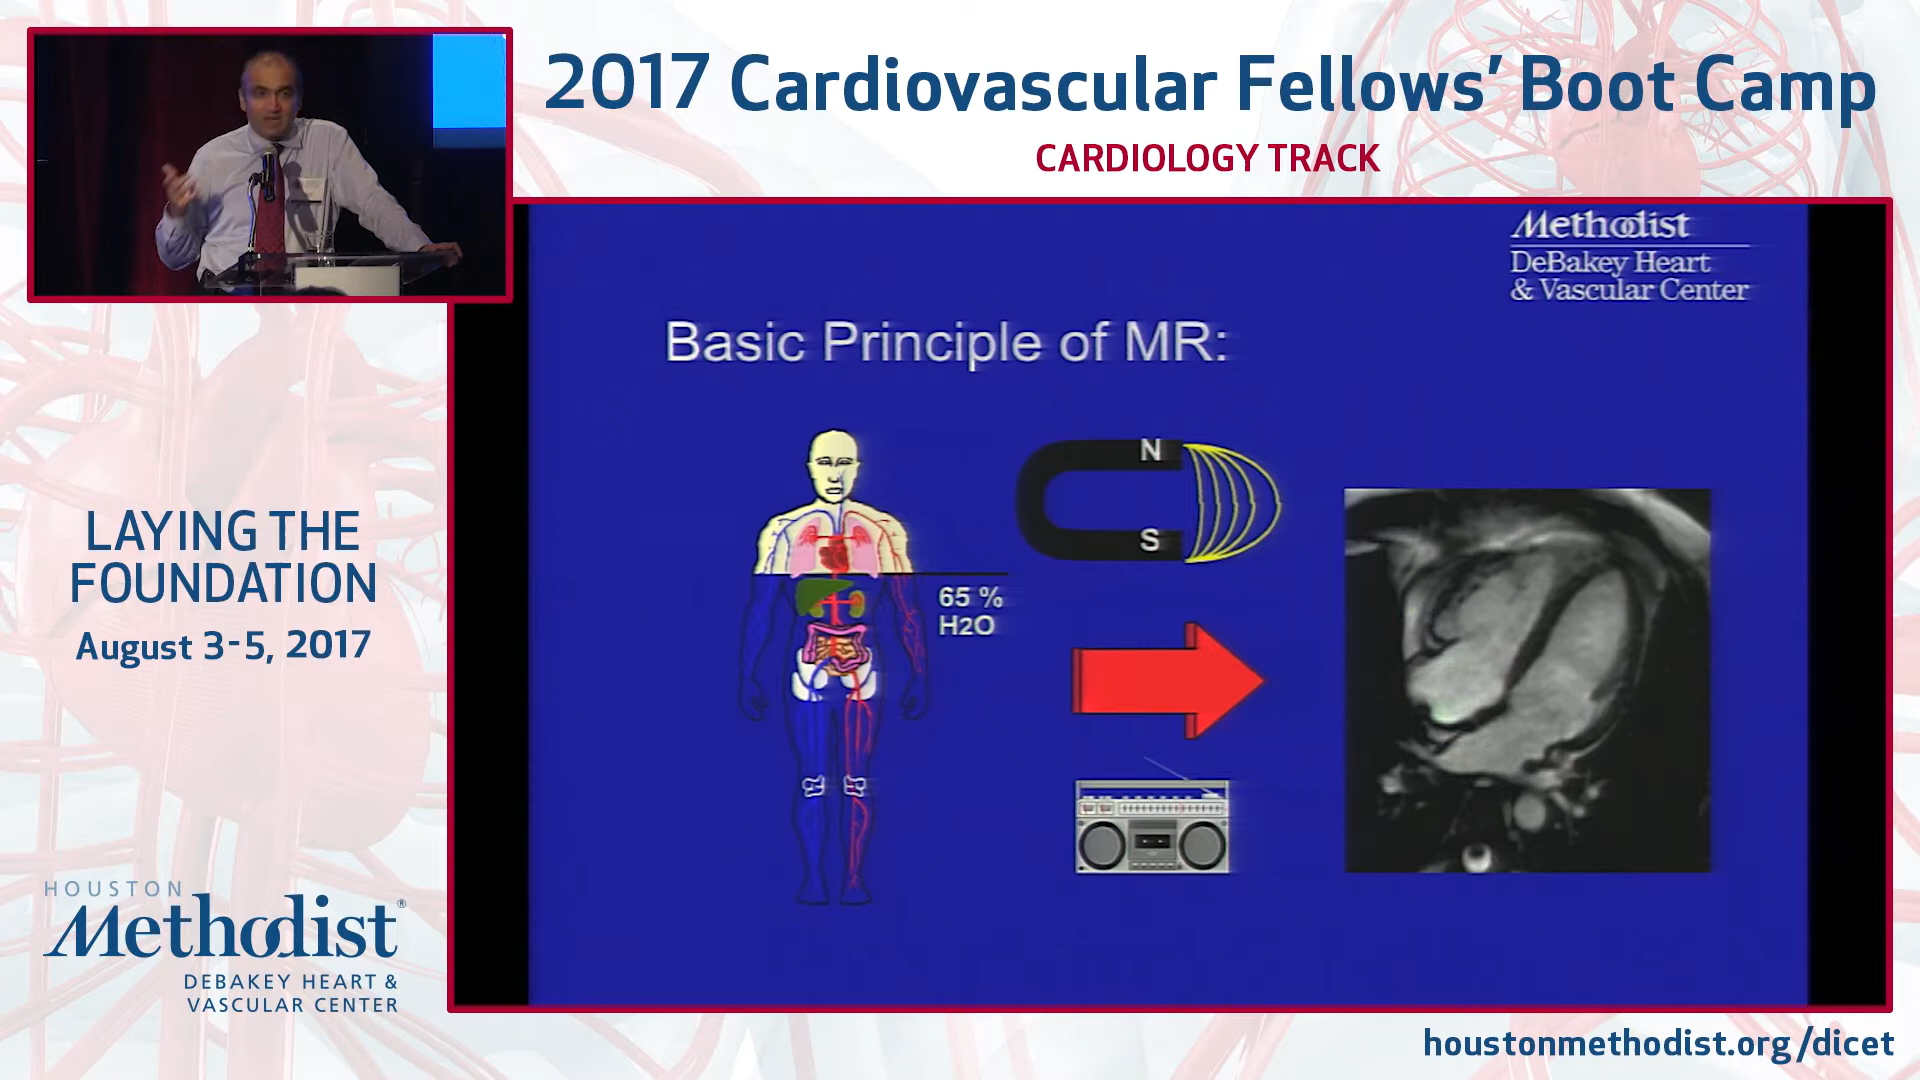 2017 Cardiovascular Fellows’ Boot Camp
CARDIOLOGY TRACK
Methodist
DeBakey Heart
& Vascular Center
Basic Principle of MR:
N
S
65 %
H2O
LAYING THE
FOUNDATION
August 3-5, 2017
HOUSTON
Methodist®
DEBAKEY HEART &
VASCULAR CENTER
houstonmethodist.org/dicet